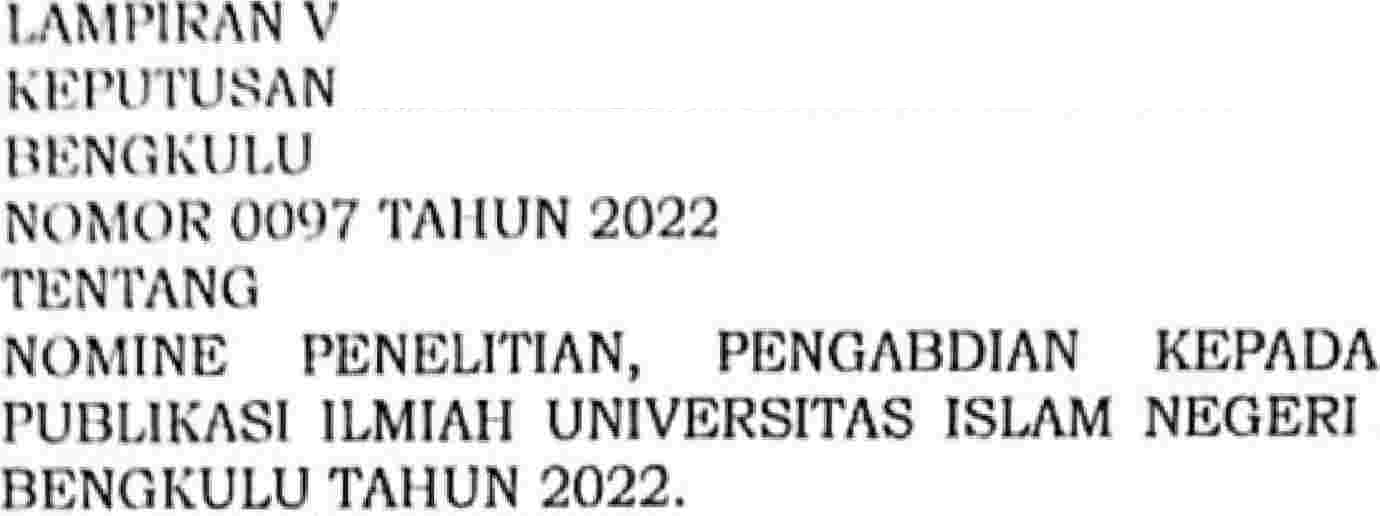 LAMPIRAN V
KEPUTUSAN
BENGKULU
NOMOR 0097 TAHUN 2022
TENTANG
NOMINE PENELITIAN, PENGABDIAN KEPADA
PUBLIKASI ILMIAH UNIVERSITAS ISLAM NEGERI
BENGKULU TAHUN 2022.